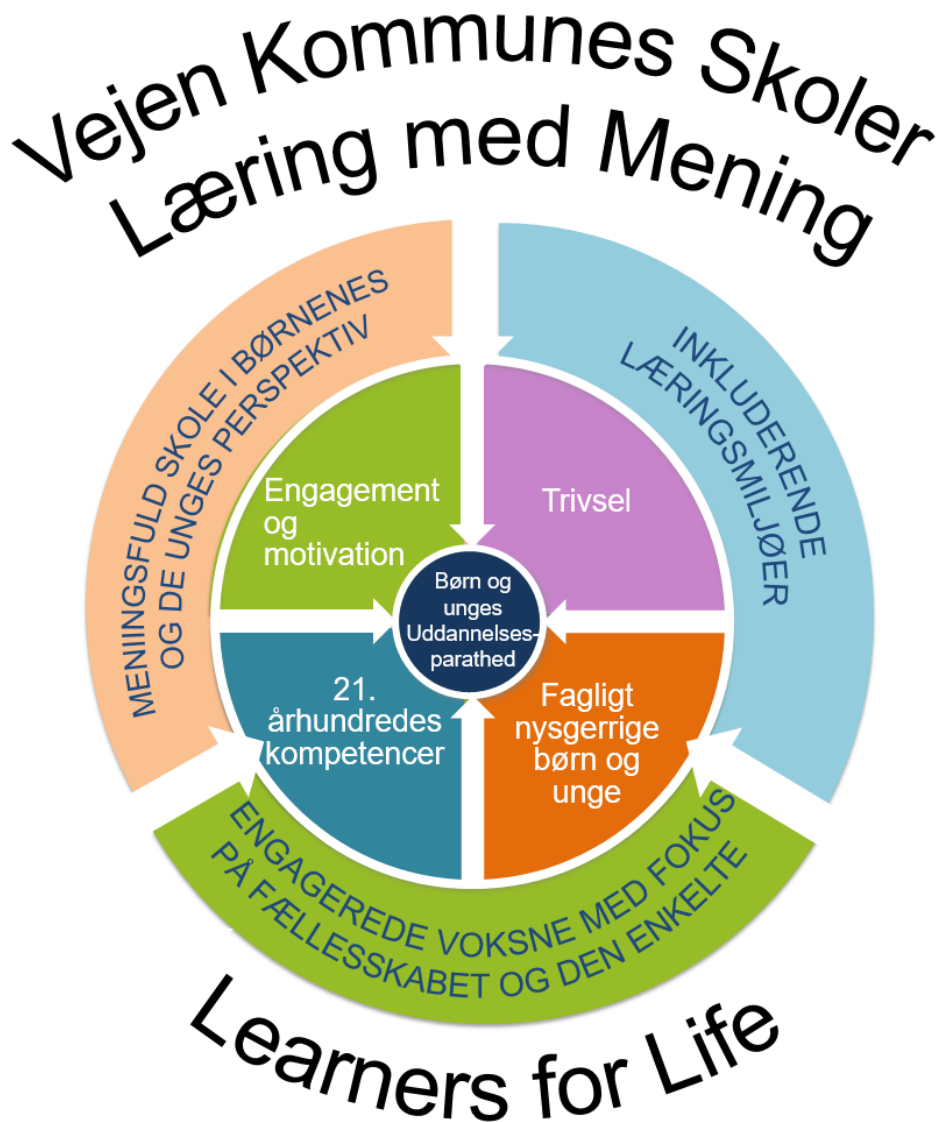 Vejen Kommunes Skoler
Læring med Mening
MENIINGSFULD SKOLE I BØRNENES
OG DE UNGES PERSPEKTIV
INKLUDERENDE
LÆRINGSMILJØER
Engagement
og
motivation
Trivsel
Børn og
unges
Uddannelses-
parathed
21.
århundredes
kompetencer
Fagligt
nysgerrige
børn og
unge
ENGAGEREDE VOKSNE MED FOKUS
PÅ FÆLLESSKABET OG DEN ENKELTE
Learners for Life